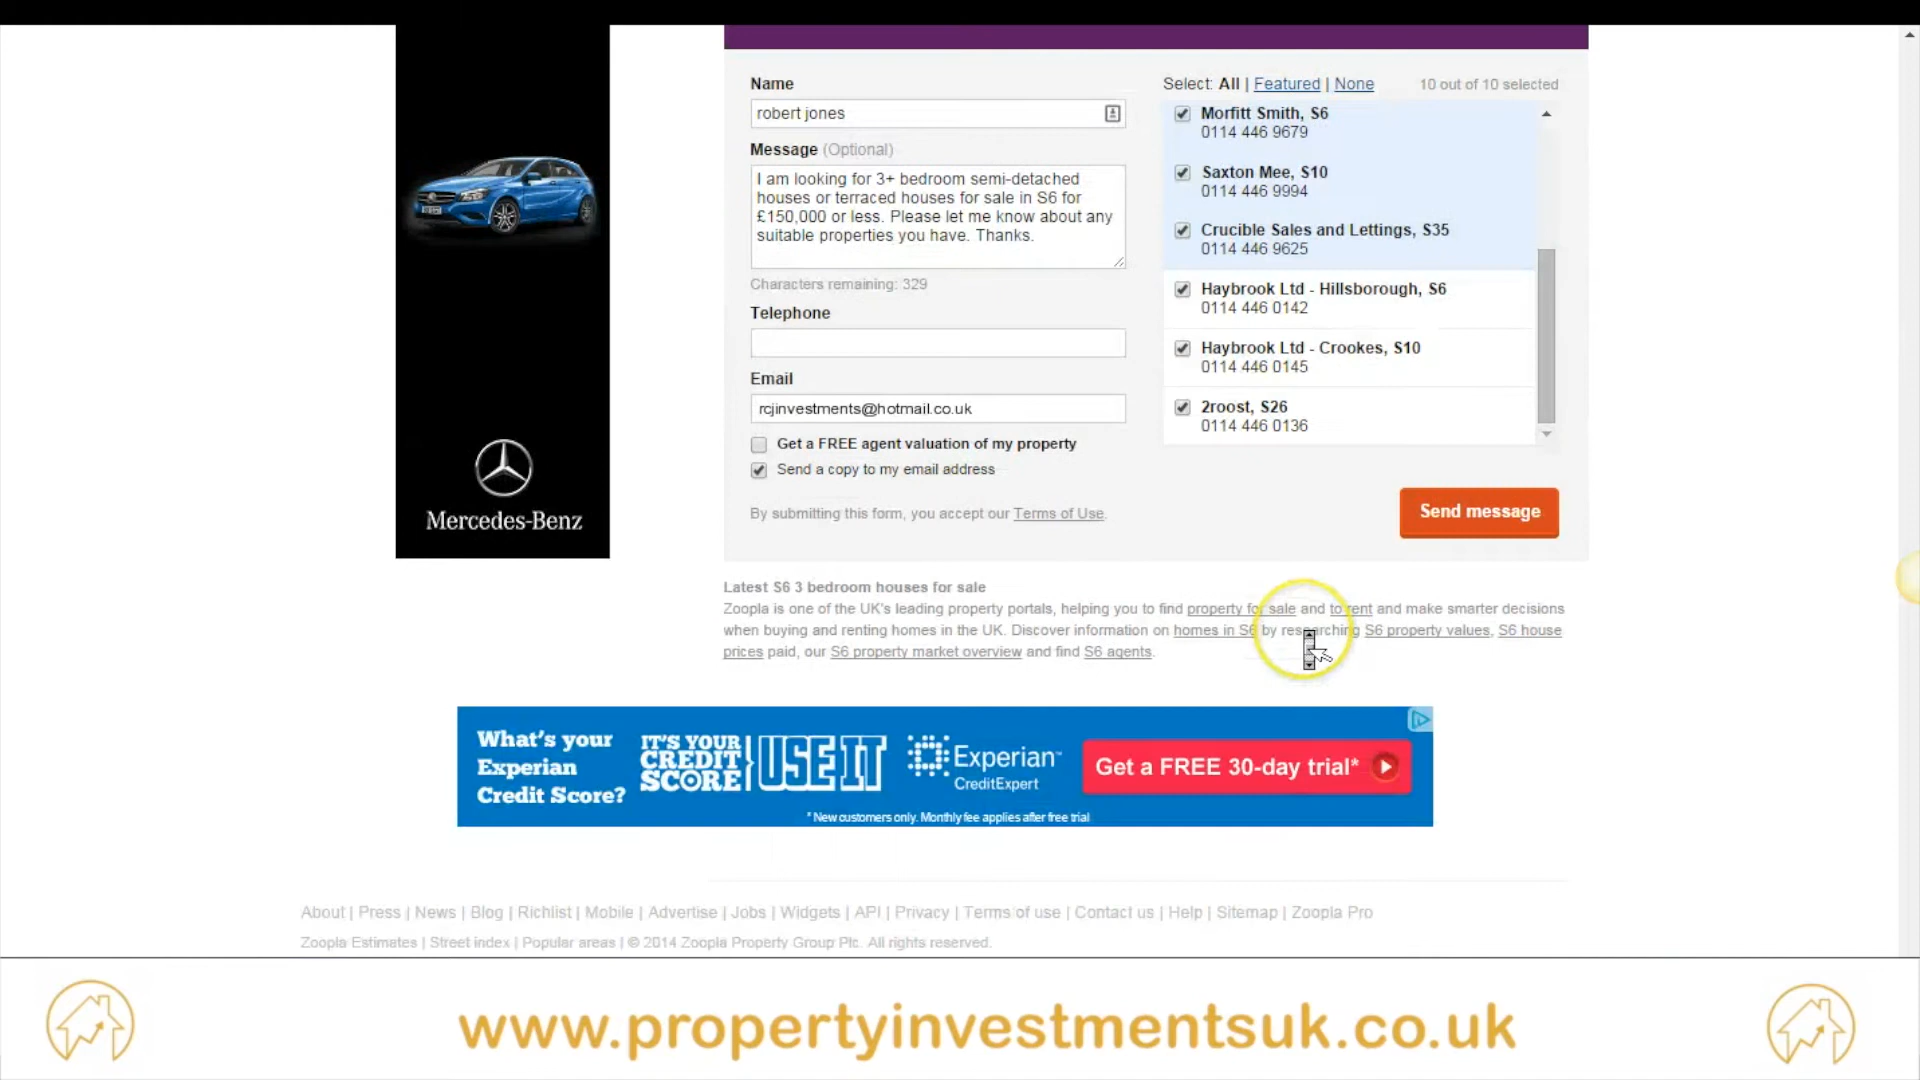 Name
robert jones
Message (Optional)
I am looking for 3+ bedroom semi-detached
houses or terraced houses for sale in S6 for
£150,000 or less. Please let me know about any
suitable properties you have. Thanks.
Characters remaining: 329
Telephone
Email
rcjinvestments@hotmail.co.uk
Get a FREE agent valuation of my property
Send a copy to my email address
By submitting this form, you accept our Terms of Use.
Select: All | Featured | None
10 out of 10 selected
Morfitt Smith, S6
0114 446 9679
Saxton Mee, S10
0114 446 9994
Crucible Sales and Lettings, S35
0114 446 9625
Haybrook Ltd - Hillsborough, S6
0114 446 0142
Haybrook Ltd - Crookes, S10
0114 446 0145
2roost, S26
0114 446 0136
Send message
Mercedes-Benz
Latest S6 3 bedroom houses for sale
Zoopla is one of the UK's leading property portals, helping you to find property for sale and to rent and make smarter decisions
when buying and renting homes in the UK. Discover information on homes in S6 by researching S6 property values, S6 house
prices paid, our S6 property market overview and find S6 agents.
What's your
Experian
Credit Score?
IT'S YOUR
CREDIT
SCORE
USE IT
Experian™
CreditExpert
Get a FREE 30-day trial*
* New customers only. Monthly fee applies after free trial
About | Press | News | Blog | Richlist | Mobile | Advertise | Jobs | Widgets | API | Privacy | Terms of use | Contact us | Help | Sitemap | Zoopla Pro
Zoopla Estimates | Street index | Popular areas | © 2014 Zoopla Property Group Plc. All rights reserved.
www.propertyinvestmentsuk.co.uk